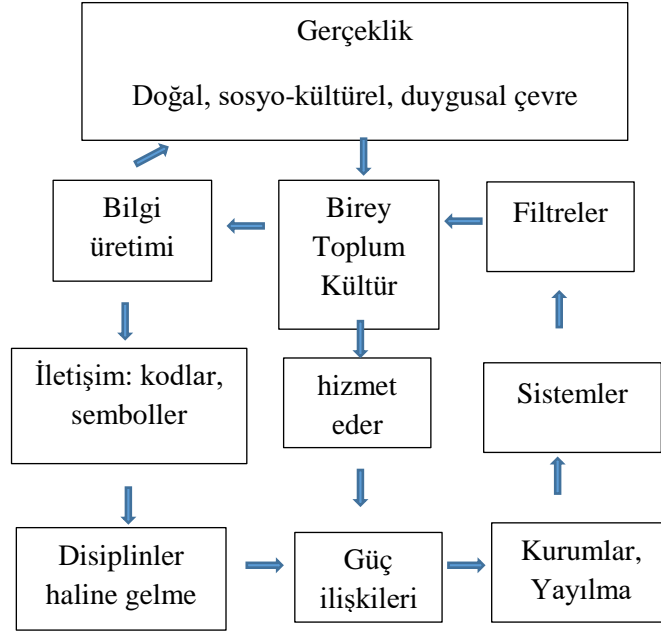 Gerçeklik
Doğal, sosyo-kültürel, duygusal çevre
Bilgi
üretimi
Birey
Toplum
Kültür
Filtreler
İletişim: kodlar,
semboller
hizmet
eder
Sistemler
Disiplinler
haline gelme
Güç
ilişkileri
Kurumlar,
Yayılma